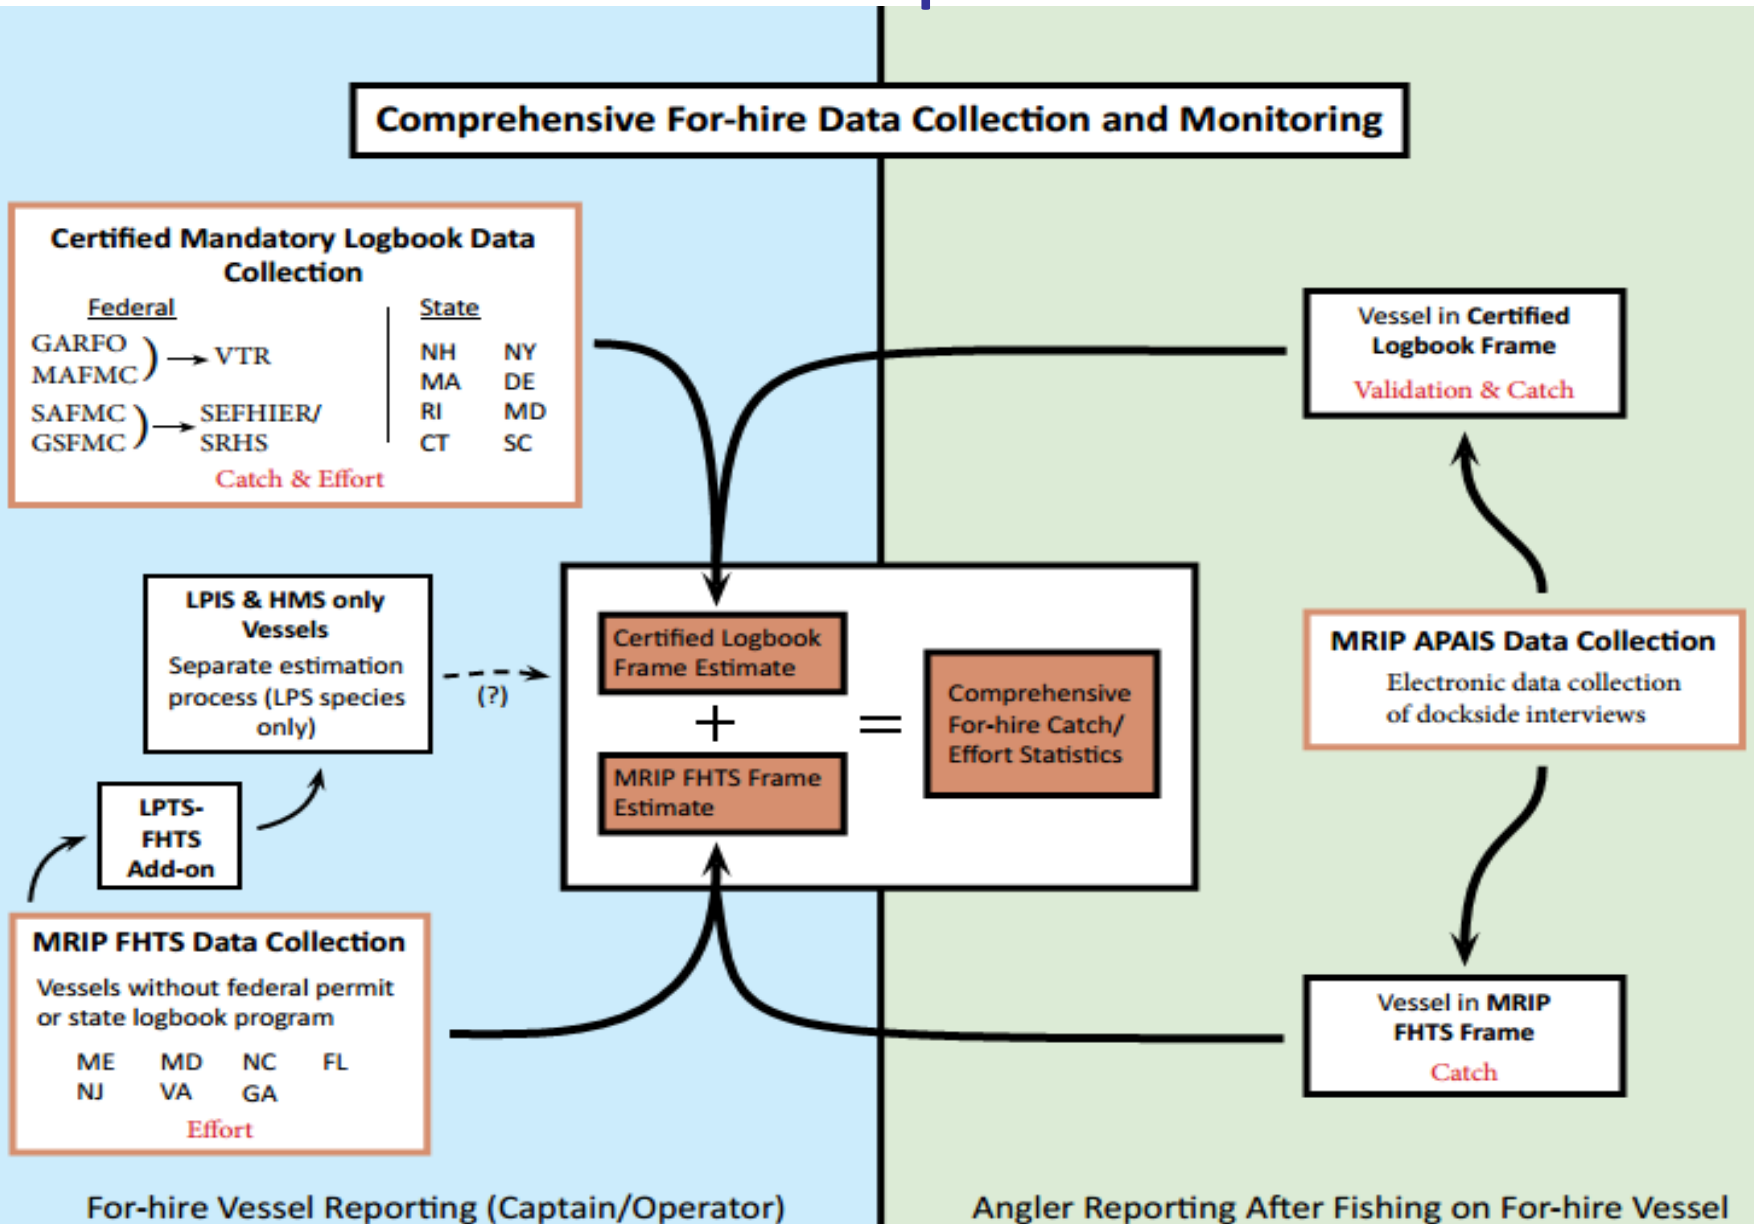 Comprehensive For-hire Data Collection and Monitoring
Certified Mandatory Logbook Data
Collection
Federal
GARFO
MAFMC
) → VTR
SAFMC
GSFMC
) → SEFHIER/
SRHS
State
NH NY
MA DE
RI MD
CT SC
Catch & Effort
Vessel in Certified
Logbook Frame
Validation & Catch
LPIS & HMS only
Vessels
Separate estimation
process (LPS species
only)
(?)
Certified Logbook
Frame Estimate
+
MRIP FHTS Frame
Estimate
=
Comprehensive
For-hire Catch/
Effort Statistics
MRIP APAIS Data Collection
Electronic data collection
of dockside interviews
LPTS-
FHTS
Add-on
MRIP FHTS Data Collection
Vessels without federal permit
or state logbook program
ME MD NC FL
NJ VA GA
Effort
Vessel in MRIP
FHTS Frame
Catch
For-hire Vessel Reporting (Captain/Operator)
Angler Reporting After Fishing on For-hire Vessel